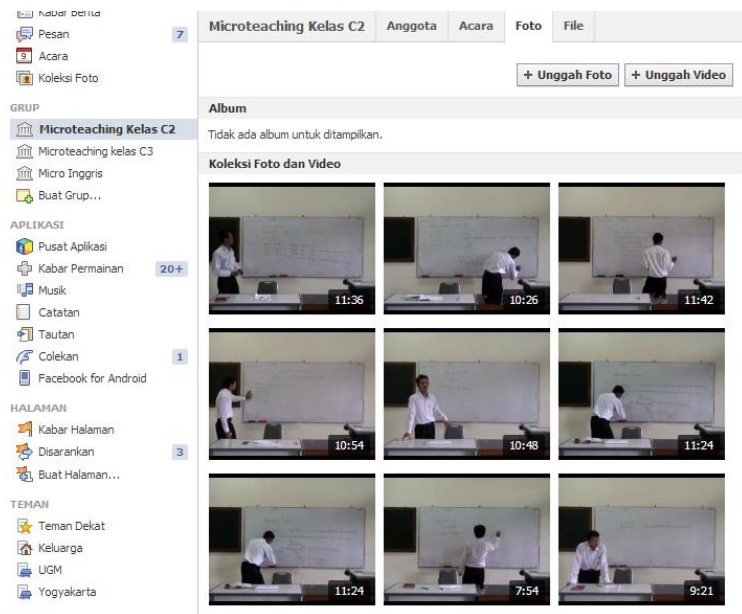 Kabar Berita
Pesan 7
Acara
Koleksi Foto
GRUP
Microteaching Kelas C2
Microteaching kelas C3
Micro Inggris
Buat Grup...
APLIKASI
Pusat Aplikasi
Kabar Permainan 20+
Musik
Catatan
Tautan
Colekan 1
Facebook for Android
HALAMAN
Kabar Halaman
Disarankan 3
Buat Halaman...
TEMAN
Teman Dekat
Keluarga
UGM
Yogyakarta
Microteaching Kelas C2 Anggota Acara Foto File
+ Unggah Foto + Unggah Video
Album
Tidak ada album untuk ditampilkan.
Koleksi Foto dan Video
11:36 10:26 11:42
10:54 10:48 11:24
11:24 7:54 9:21